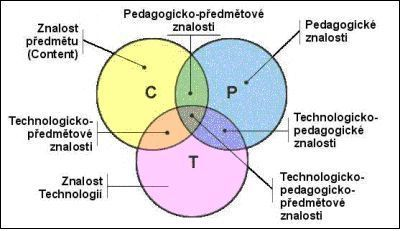 Znalost
předmětu
(Content)
Pedagogicko-předmětové
znalosti
Pedagogické
znalosti
C
P
T
Technologicko-
předmětové
znalosti
Technologicko-
pedagogické
znalosti
Znalost
Technologií
Technologicko-
pedagogicko-
předmětové
znalosti